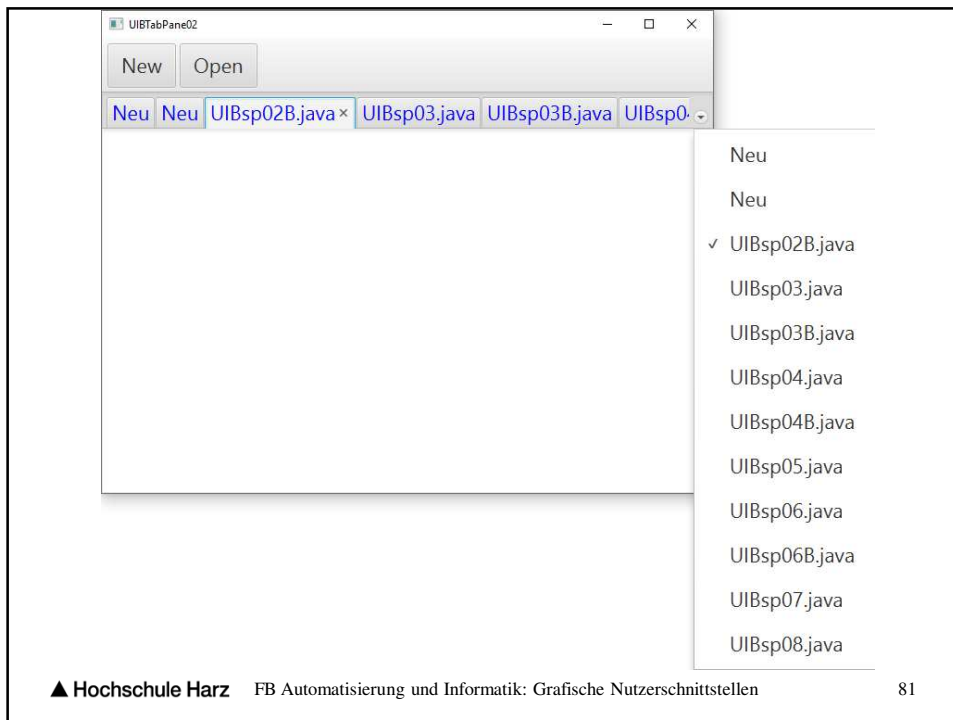 UIBTabPane02
New Open
Neu Neu UIBsp02B.java UIBsp03.java UIBsp03B.java UIBsp0
Neu
Neu
✓ UIBsp02B.java
UIBsp03.java
UIBsp03B.java
UIBsp04.java
UIBsp04B.java
UIBsp05.java
UIBsp06.java
UIBsp06B.java
UIBsp07.java
UIBsp08.java
Hochschule Harz FB Automatisierung und Informatik: Grafische Nutzerschnittstellen 81